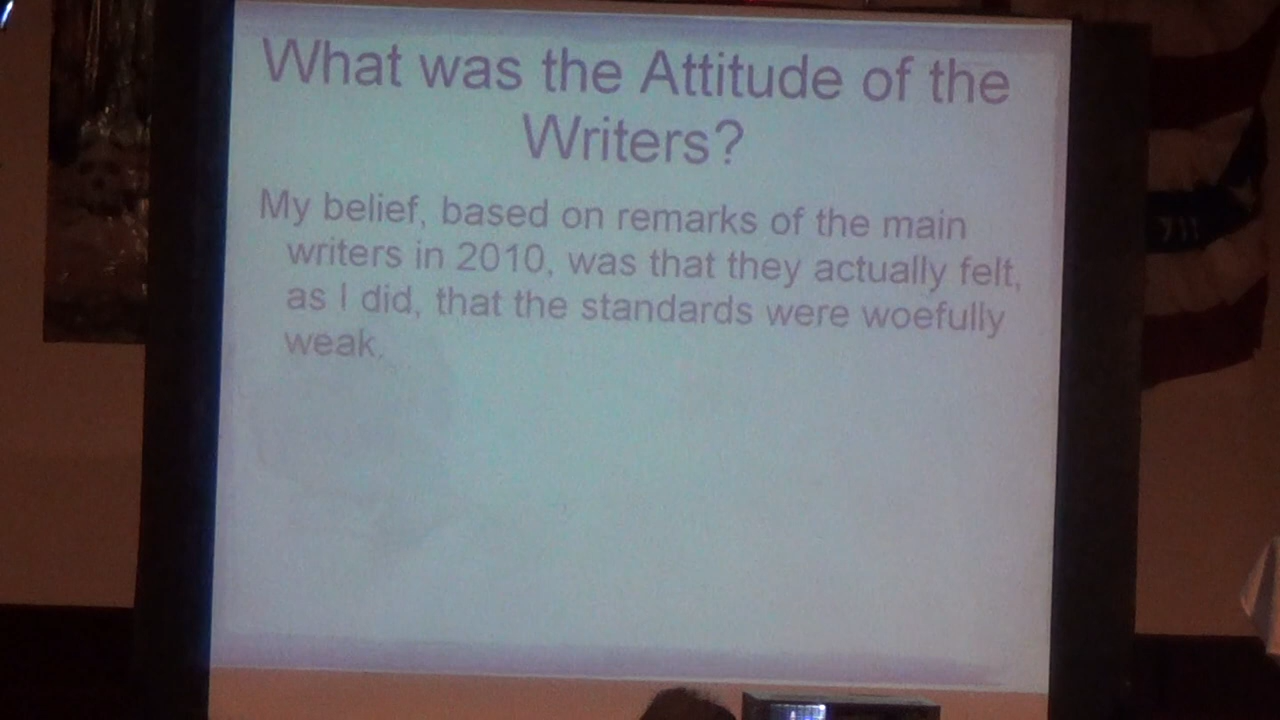 What was the Attitude of the
Writers?
My belief, based on remarks of the main
writers in 2010, was that they actually felt,
as I did, that the standards were woefully
weak.